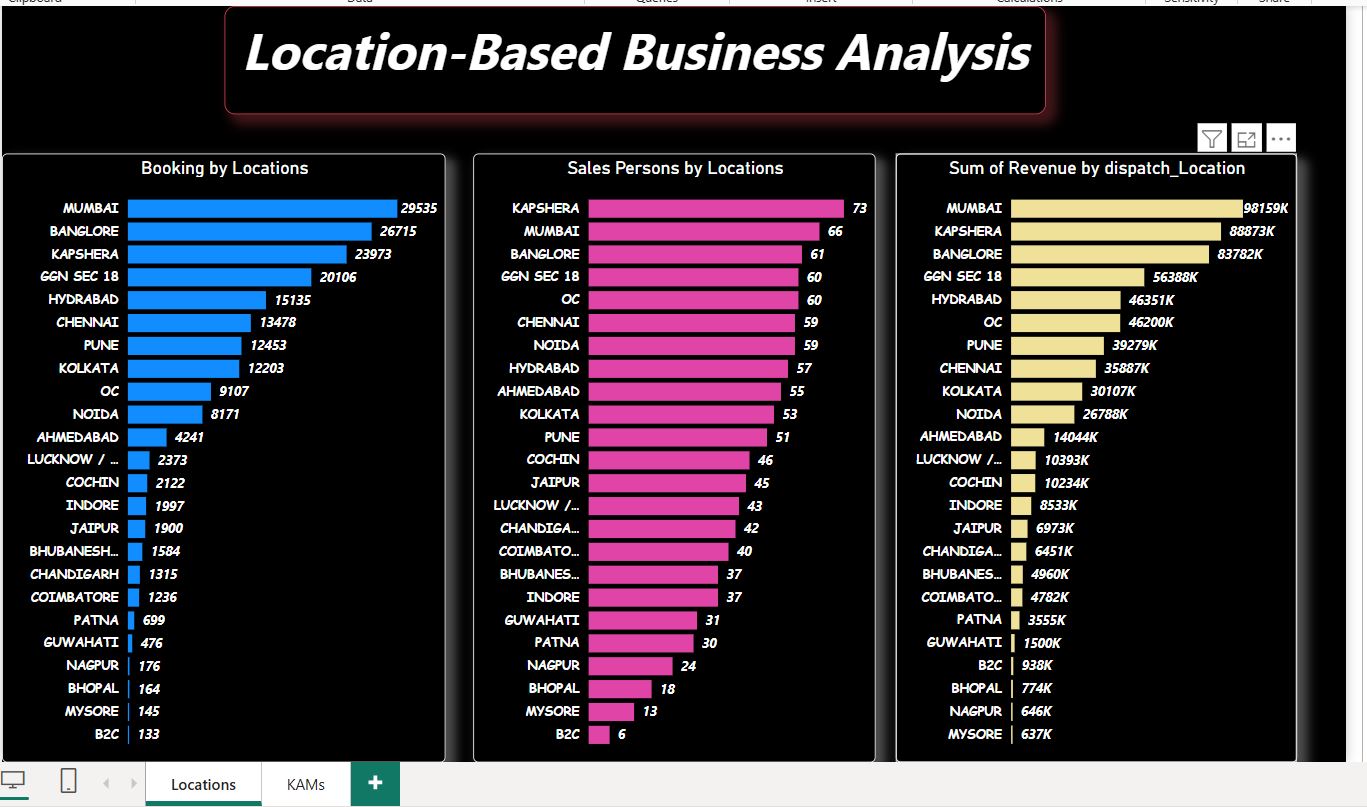 Clipboard
Data
Queries
Insert
Calculations
Sensitivity
Share
Location-Based Business Analysis
Booking by Locations
MUMBAI 29535
BANGLORE 26715
KAPSHERA 23973
GGN SEC 18 20106
HYDRABAD 15135
CHENNAI 13478
PUNE 12453
KOLKATA 12203
OC 9107
NOIDA 8171
AHMEDABAD 4241
LUCKNOW / ... 2373
COCHIN 2122
INDORE 1997
JAIPUR 1900
BHUBANESH... 1584
CHANDIGARH 1315
COIMBATORE 1236
PATNA 699
GUWAHATI 476
NAGPUR 176
BHOPAL 164
MYSORE 145
B2C 133
Sales Persons by Locations
KAPSHERA 73
MUMBAI 66
BANGLORE 61
GGN SEC 18 60
OC 60
CHENNAI 59
NOIDA 59
HYDRABAD 57
AHMEDABAD 55
KOLKATA 53
PUNE 51
COCHIN 46
JAIPUR 45
LUCKNOW /... 43
CHANDIGA... 42
COIMBATO... 40
BHUBANES... 37
INDORE 37
GUWAHATI 31
PATNA 30
NAGPUR 24
BHOPAL 18
MYSORE 13
B2C 6
Sum of Revenue by dispatch_Location
MUMBAI 98159K
KAPSHERA 88873K
BANGLORE 83782K
GGN SEC 18 56388K
HYDRABAD 46351K
OC 46200K
PUNE 39279K
CHENNAI 35887K
KOLKATA 30107K
NOIDA 26788K
AHMEDABAD 14044K
LUCKNOW /... 10393K
COCHIN 10234K
INDORE 8533K
JAIPUR 6973K
CHANDIGA... 6451K
BHUBANES... 4960K
COIMBATO... 4782K
PATNA 3555K
GUWAHATI 1500K
B2C 938K
BHOPAL 774K
NAGPUR 646K
MYSORE 637K
Locations
KAMs